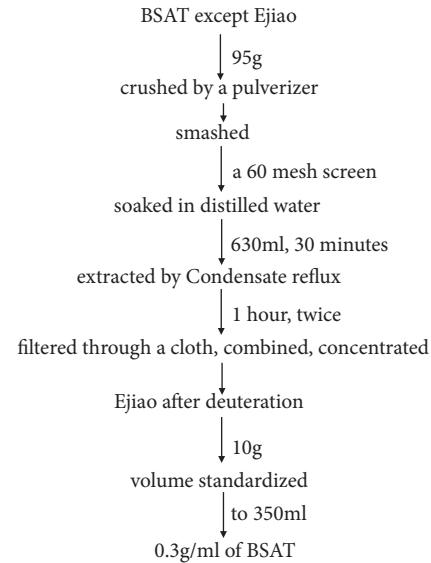 BSAT except Ejiao
95g
crushed by a pulverizer
smashed
a 60 mesh screen
soaked in distilled water
630ml, 30 minutes
extracted by Condensate reflux
1 hour, twice
filtered through a cloth, combined, concentrated
Ejiao after deuteration
10g
volume standardized
to 350ml
0.3g/ml of BSAT